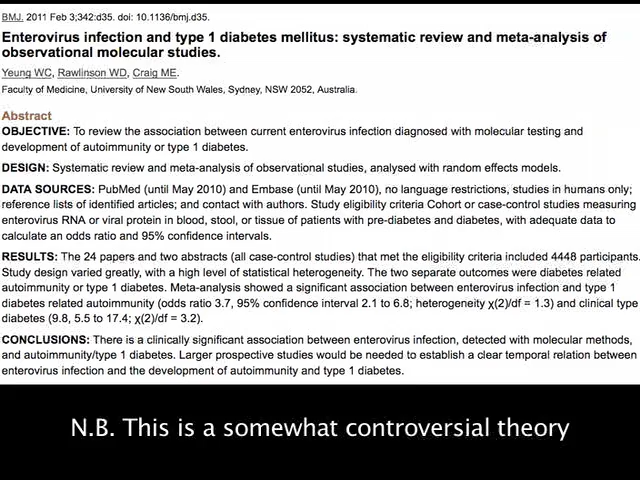 BMJ. 2011 Feb 3;342:d35. doi: 10.1136/bmj.d35.
Enterovirus infection and type 1 diabetes mellitus: systematic review and meta-analysis of
observational molecular studies.
Yeung WC, Rawlinson WD, Craig ME.
Faculty of Medicine, University of New South Wales, Sydney, NSW 2052, Australia.
Abstract
OBJECTIVE: To review the association between current enterovirus infection diagnosed with molecular testing and
development of autoimmunity or type 1 diabetes.
DESIGN: Systematic review and meta-analysis of observational studies, analysed with random effects models.
DATA SOURCES: PubMed (until May 2010) and Embase (until May 2010), no language restrictions, studies in humans only;
reference lists of identified articles; and contact with authors. Study eligibility criteria Cohort or case-control studies measuring
enterovirus RNA or viral protein in blood, stool, or tissue of patients with pre-diabetes and diabetes, with adequate data to
calculate an odds ratio and 95% confidence intervals.
RESULTS: The 24 papers and two abstracts (all case-control studies) that met the eligibility criteria included 4448 participants.
Study design varied greatly, with a high level of statistical heterogeneity. The two separate outcomes were diabetes related
autoimmunity or type 1 diabetes. Meta-analysis showed a significant association between enterovirus infection and type 1
diabetes related autoimmunity (odds ratio 3.7, 95% confidence interval 2.1 to 6.8; heterogeneity χ(2)/df = 1.3) and clinical type 1
diabetes (9.8, 5.5 to 17.4; χ(2)/df = 3.2).
CONCLUSIONS: There is a clinically significant association between enterovirus infection, detected with molecular methods,
and autoimmunity/type 1 diabetes. Larger prospective studies would be needed to establish a clear temporal relation between
enterovirus infection and the development of autoimmunity and type 1 diabetes.
N.B. This is a somewhat controversial theory